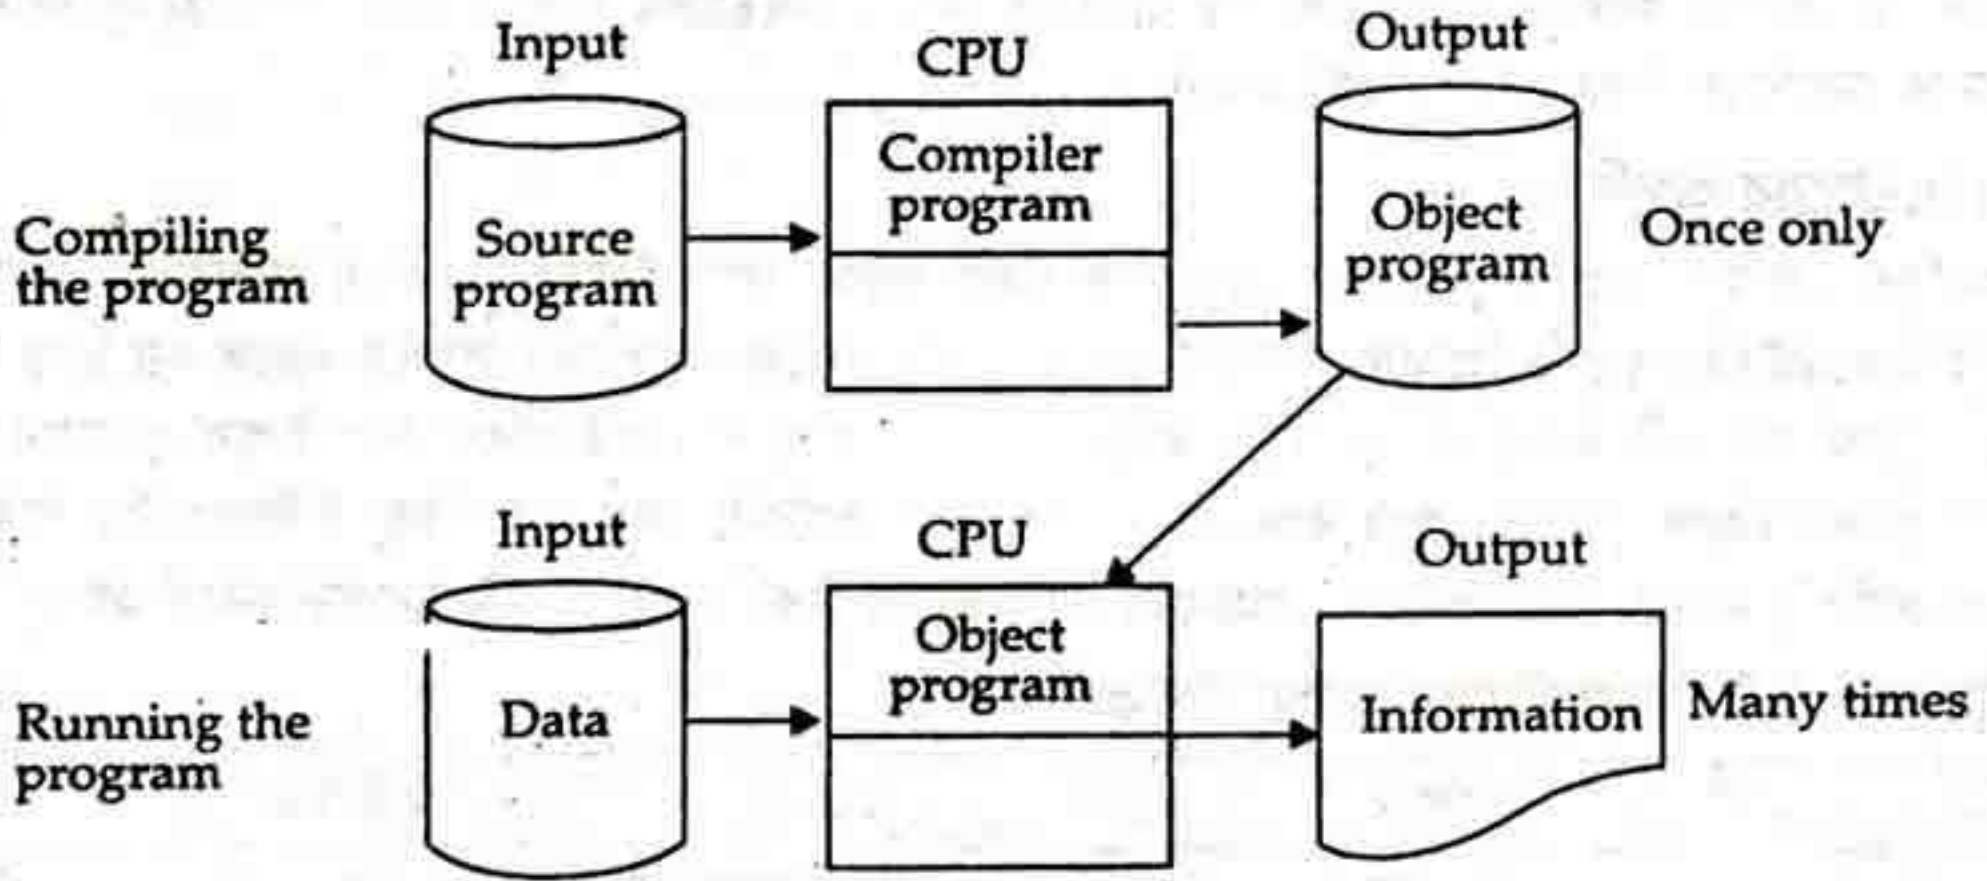 Input
CPU
Output
Compiling
the program
Source
program
Compiler
program
Object
program
Once only
Input
CPU
Output
Running the
program
Data
Object
program
Information
Many times